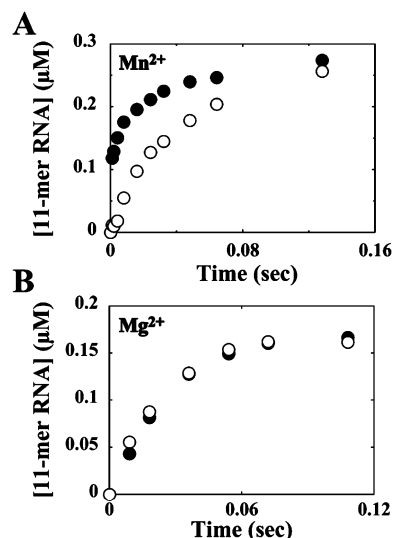 A
0.3
Mn²⁺
0.2
0.1
0
[11-mer RNA] (µM)
0
0.08
0.16
Time (sec)
B
0.2
Mg²⁺
0.15
0.1
0.05
0
[11-mer RNA] (µM)
0
0.06
0.12
Time (sec)